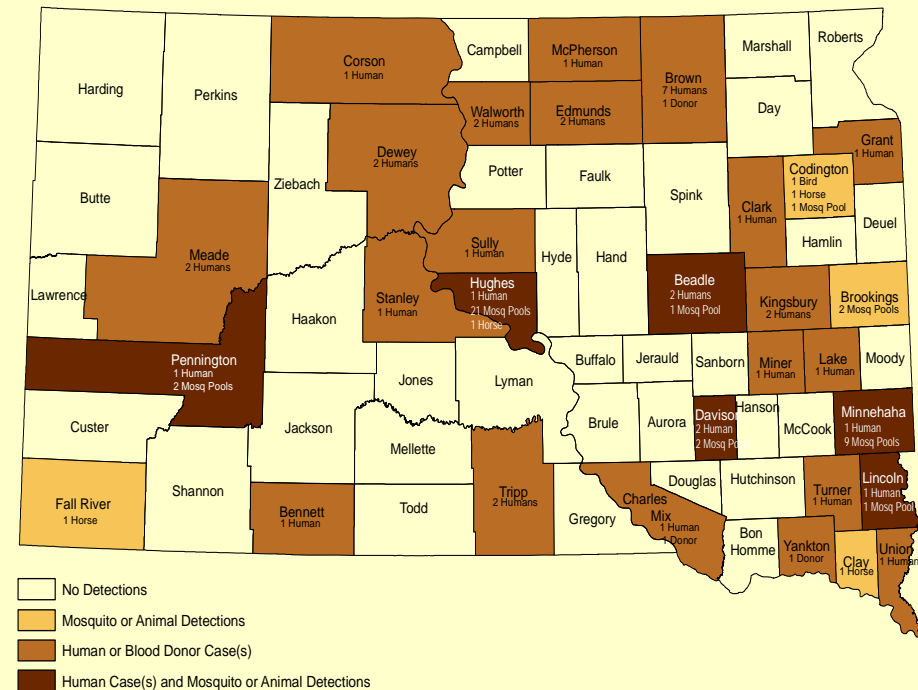 Harding
Perkins
Corson
1 Human
Campbell
McPherson
1 Human
Brown
7 Humans
1 Donor
Marshall
Roberts
Walworth
2 Humans
Edmunds
2 Humans
Day
Grant
1 Human
Butte
Ziebach
Dewey
2 Humans
Potter
Faulk
Spink
Clark
1 Human
Codington
1 Bird
1 Horse
1 Mosq Pool
Deuel
Hamlin
Meade
2 Humans
Sully
1 Human
Hyde
Hand
Lawrence
Haakon
Stanley
1 Human
Hughes
1 Human
21 Mosq Pools
1 Horse
Beadle
2 Humans
1 Mosq Pool
Kingsbury
2 Humans
Brookings
2 Mosq Pools
Pennington
1 Human
2 Mosq Pools
Jones
Lyman
Buffalo
Jerauld
Sanborn
Miner
1 Human
Lake
1 Human
Moody
Custer
Jackson
Mellette
Brule
Aurora
Davison
2 Human
2 Mosq Pools
Hanson
McCook
Minnehaha
1 Human
9 Mosq Pools
Fall River
1 Horse
Shannon
Bennett
1 Human
Todd
Tripp
2 Humans
Gregory
Charles
Mix
1 Human
1 Donor
Douglas
Hutchinson
Turner
1 Human
Lincoln
1 Human
1 Mosq Pool
Bon
Homme
Yankton
1 Donor
Clay
1 Horse
Union
1 Human
No Detections
Mosquito or Animal Detections
Human or Blood Donor Case(s)
Human Case(s) and Mosquito or Animal Detections